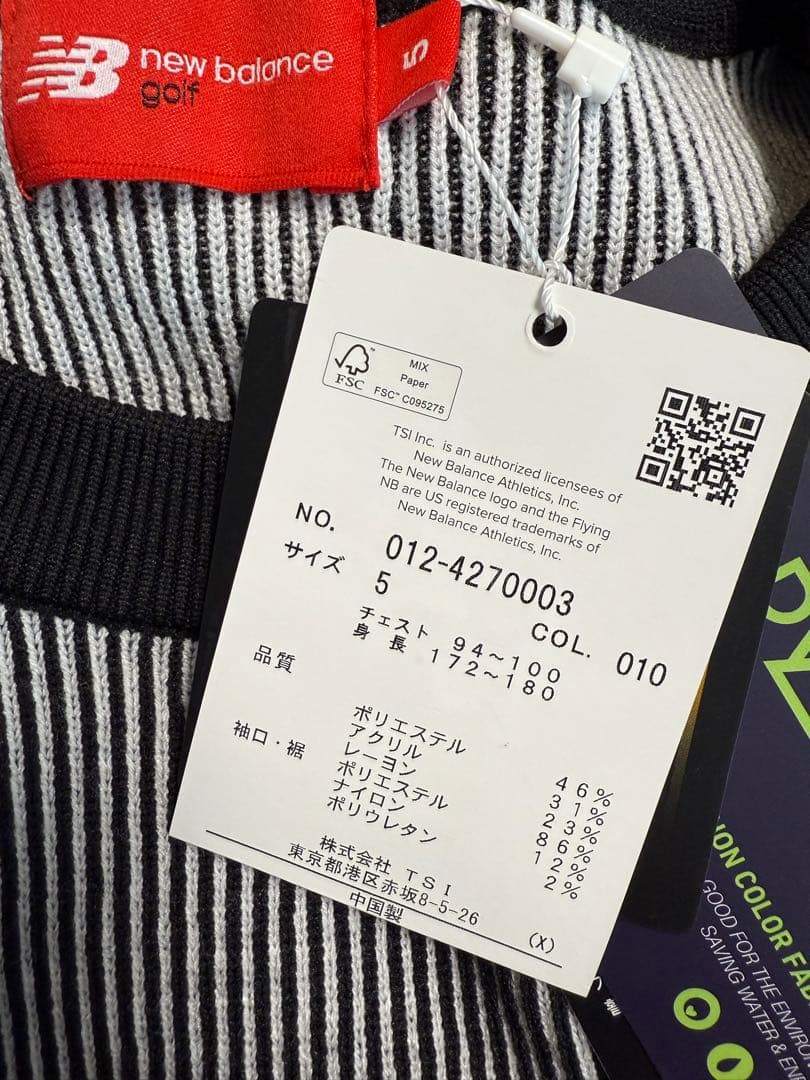 new balance
golf
5
MIX
Paper
FSC™ C095275
FSC
TSI Inc. is an authorized licensees of
New Balance Athletics, Inc.
The New Balance logo and the Flying
NB are US registered trademarks of
New Balance Athletics, Inc.
NO. 012-4270003
サイズ 5 COL. 010
チェスト 94～100
身 長 172～180
品質
ポリエステル 46%
アクリル 31%
レーヨン 23%
袖口・裾 ポリエステル 86%
ナイロン 12%
ポリウレタン 2%
株式会社 TSI
東京都港区赤坂8-5-26
中国製 (X)
ION COLOR FAD
GOOD FOR THE ENVIRO
SAVING WATER & EN